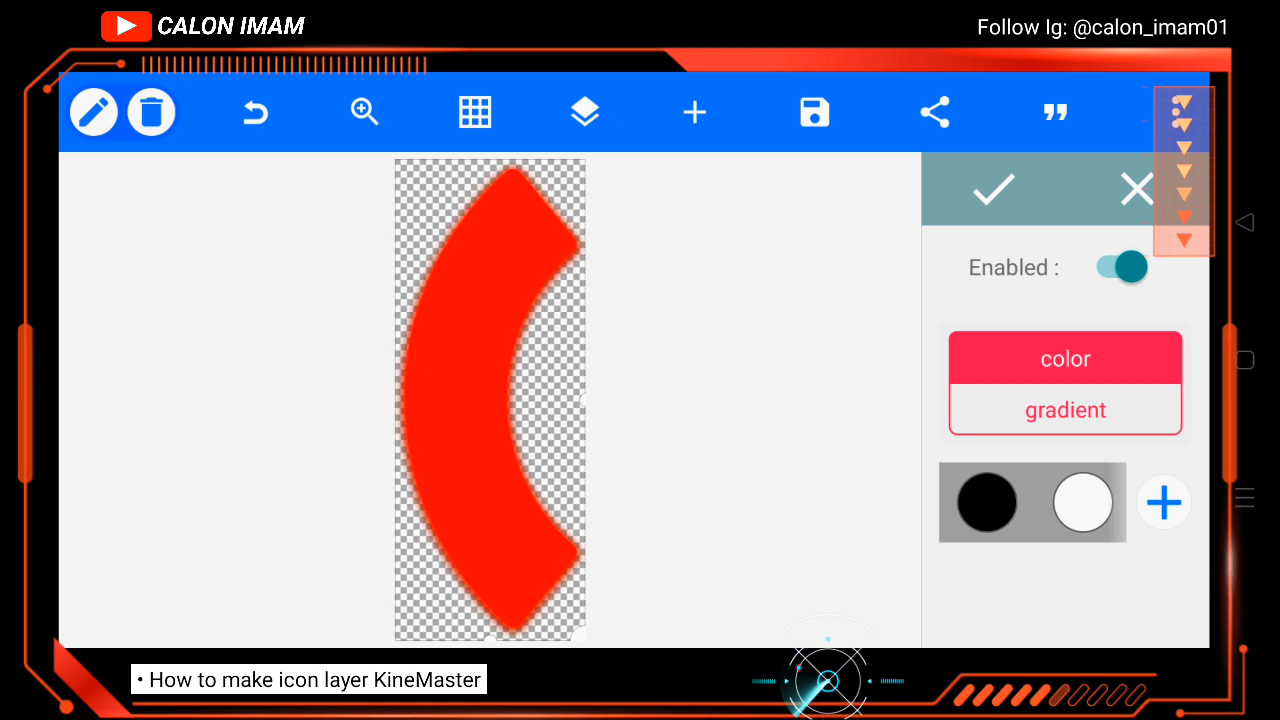 CALON IMAM
Follow Ig: @calon_imam01
Enabled :
color
gradient
• How to make icon layer KineMaster